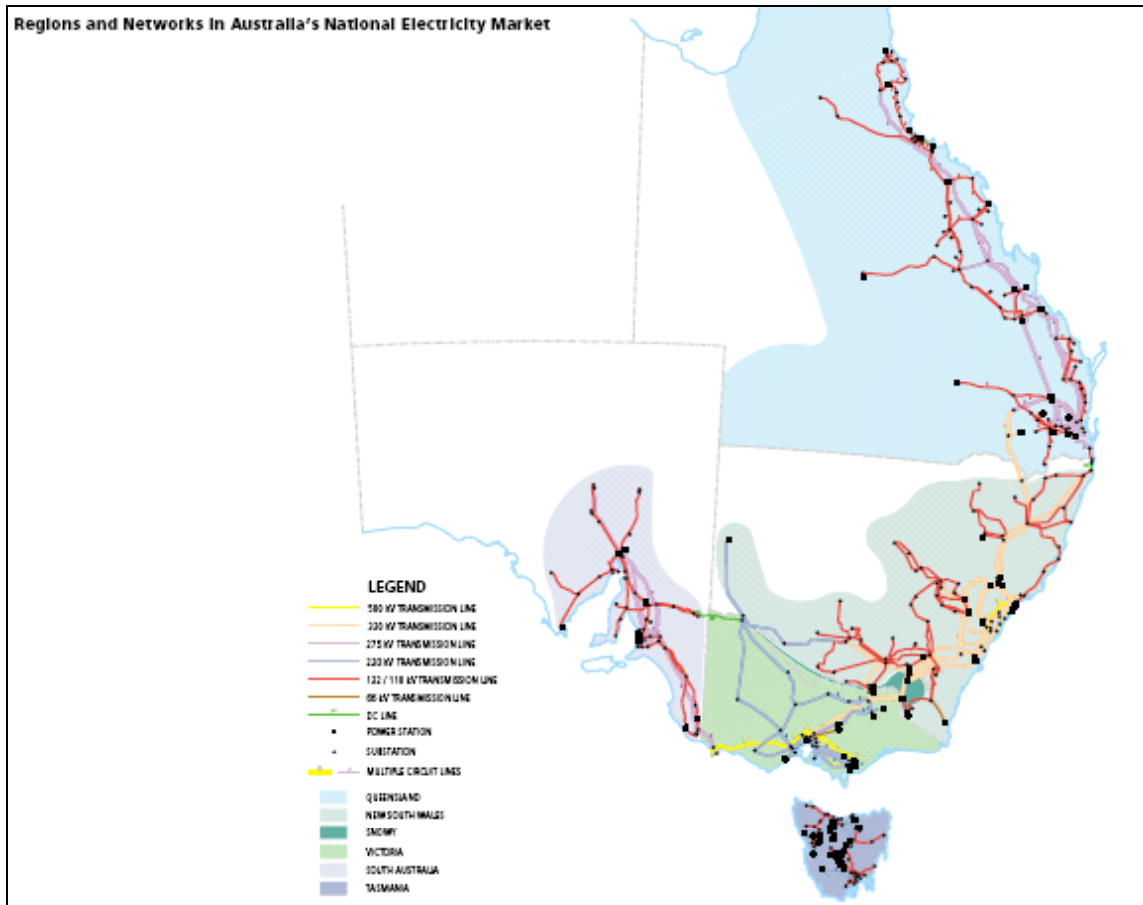 Regions and Networks in Australia's National Electricity Market
LEGEND
500 kV TRANSMISSION LINE
330 kV TRANSMISSION LINE
275 kV TRANSMISSION LINE
220 kV TRANSMISSION LINE
132 / 110 kV TRANSMISSION LINE
66 kV TRANSMISSION LINE
DC LINE
POWER STATION
SUBSTATION
MULTIPLE CIRCUIT LINES
QUEENSLAND
NEW SOUTH WALES
SNOWY
VICTORIA
SOUTH AUSTRALIA
TASMANIA